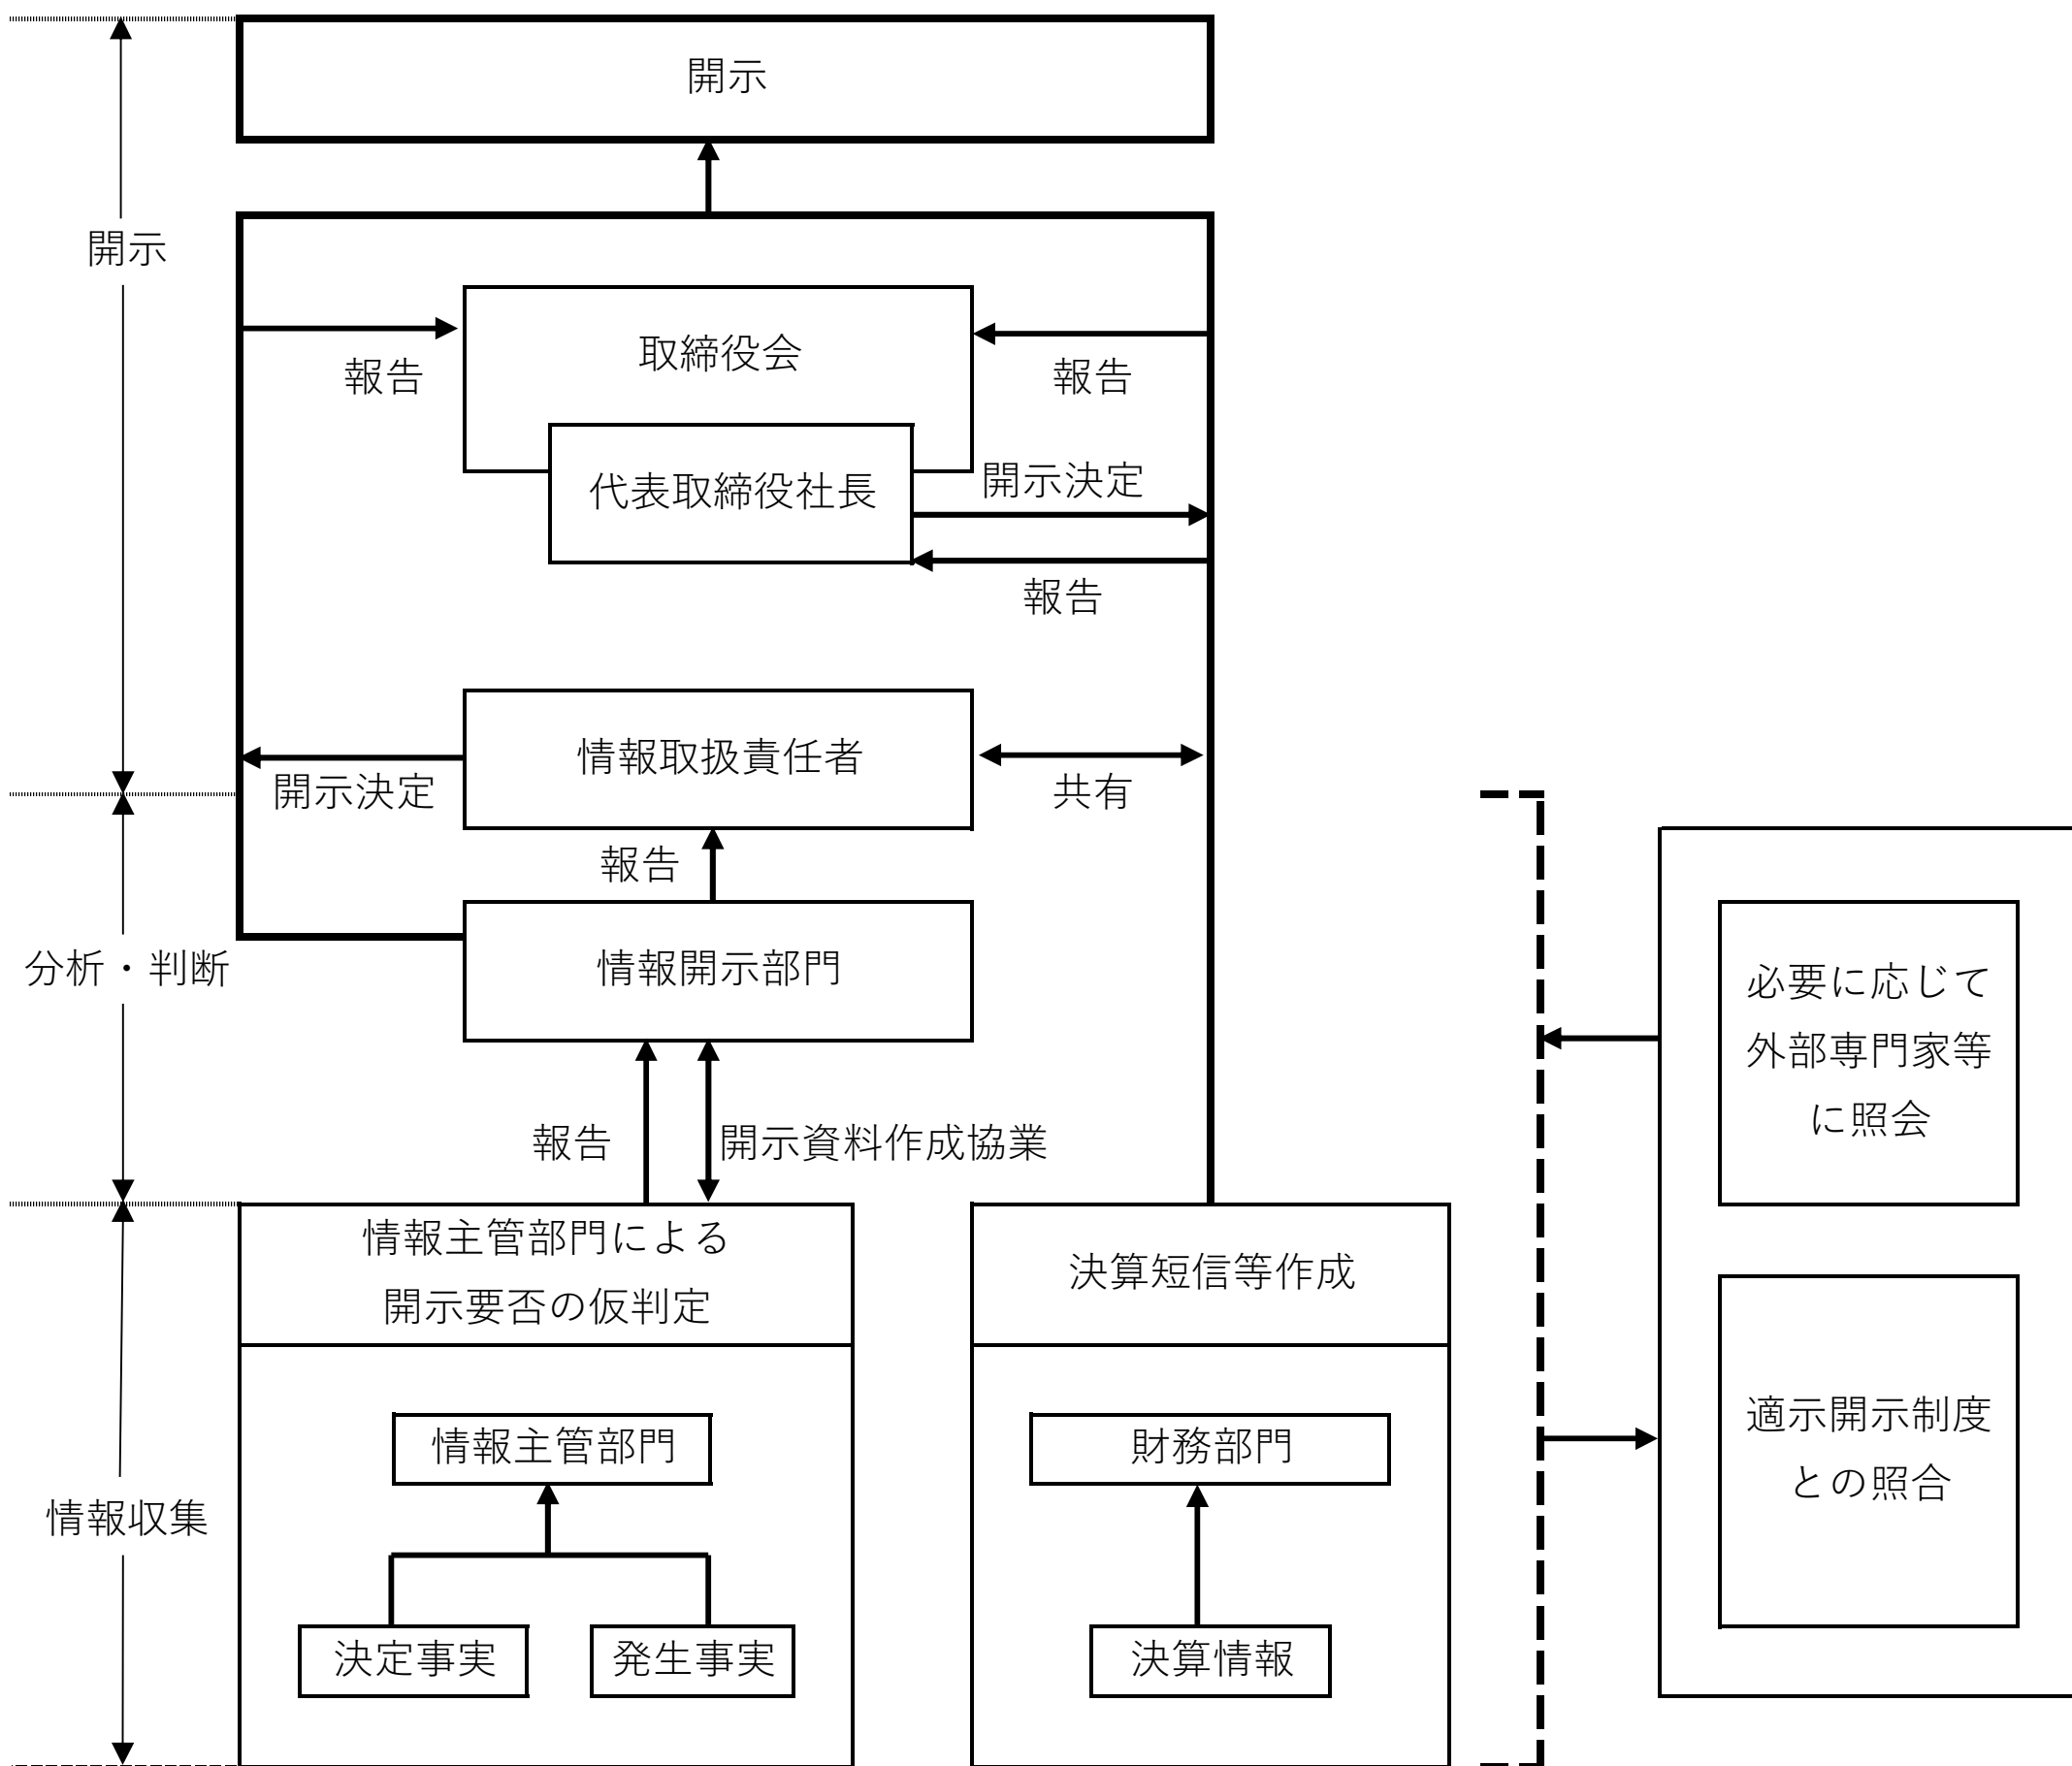 開示
開示
取締役会
報告
報告
開示決定
代表取締役社長
報告
情報取扱責任者
開示決定
共有
報告
分析・判断
情報開示部門
必要に応じて
外部専門家等
に照会
報告
開示資料作成協業
情報主管部門による
開示要否の仮判定
決算短信等作成
適示開示制度
との照合
情報主管部門
財務部門
情報収集
決定事実
発生事実
決算情報